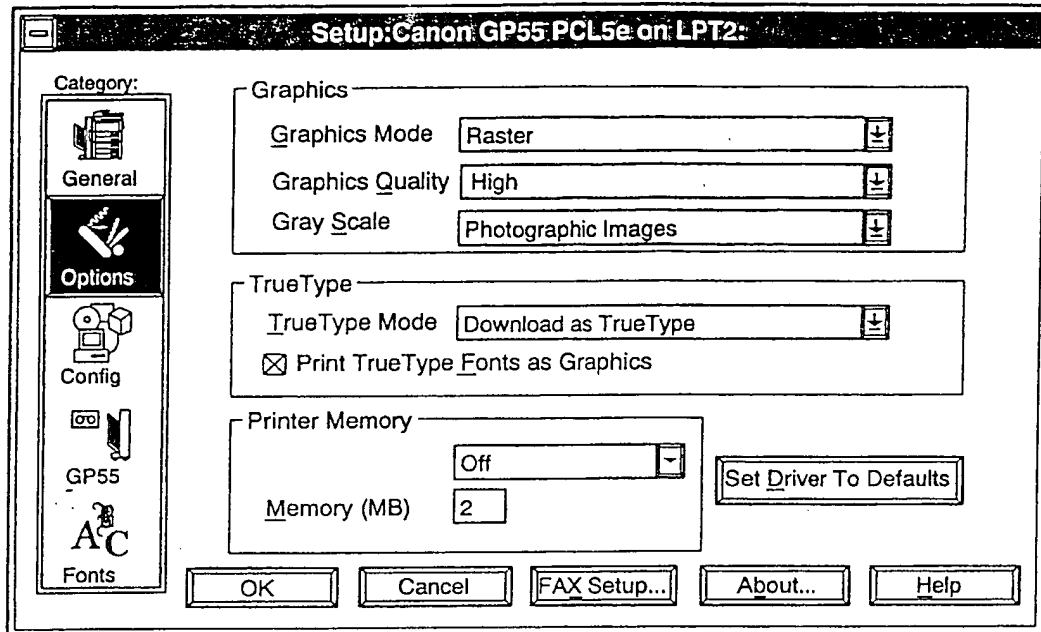 Setup:Canon GP55 PCL5e on LPT2:
Category:
General
Options
Config
GP55
ABC
Fonts
Graphics
Graphics Mode Raster
Graphics Quality High
Gray Scale Photographic Images
TrueType
TrueType Mode Download as TrueType
Print TrueType Fonts as Graphics
Printer Memory
Off
Memory (MB) 2
Set Driver To Defaults
OK Cancel FAX Setup... About... Help